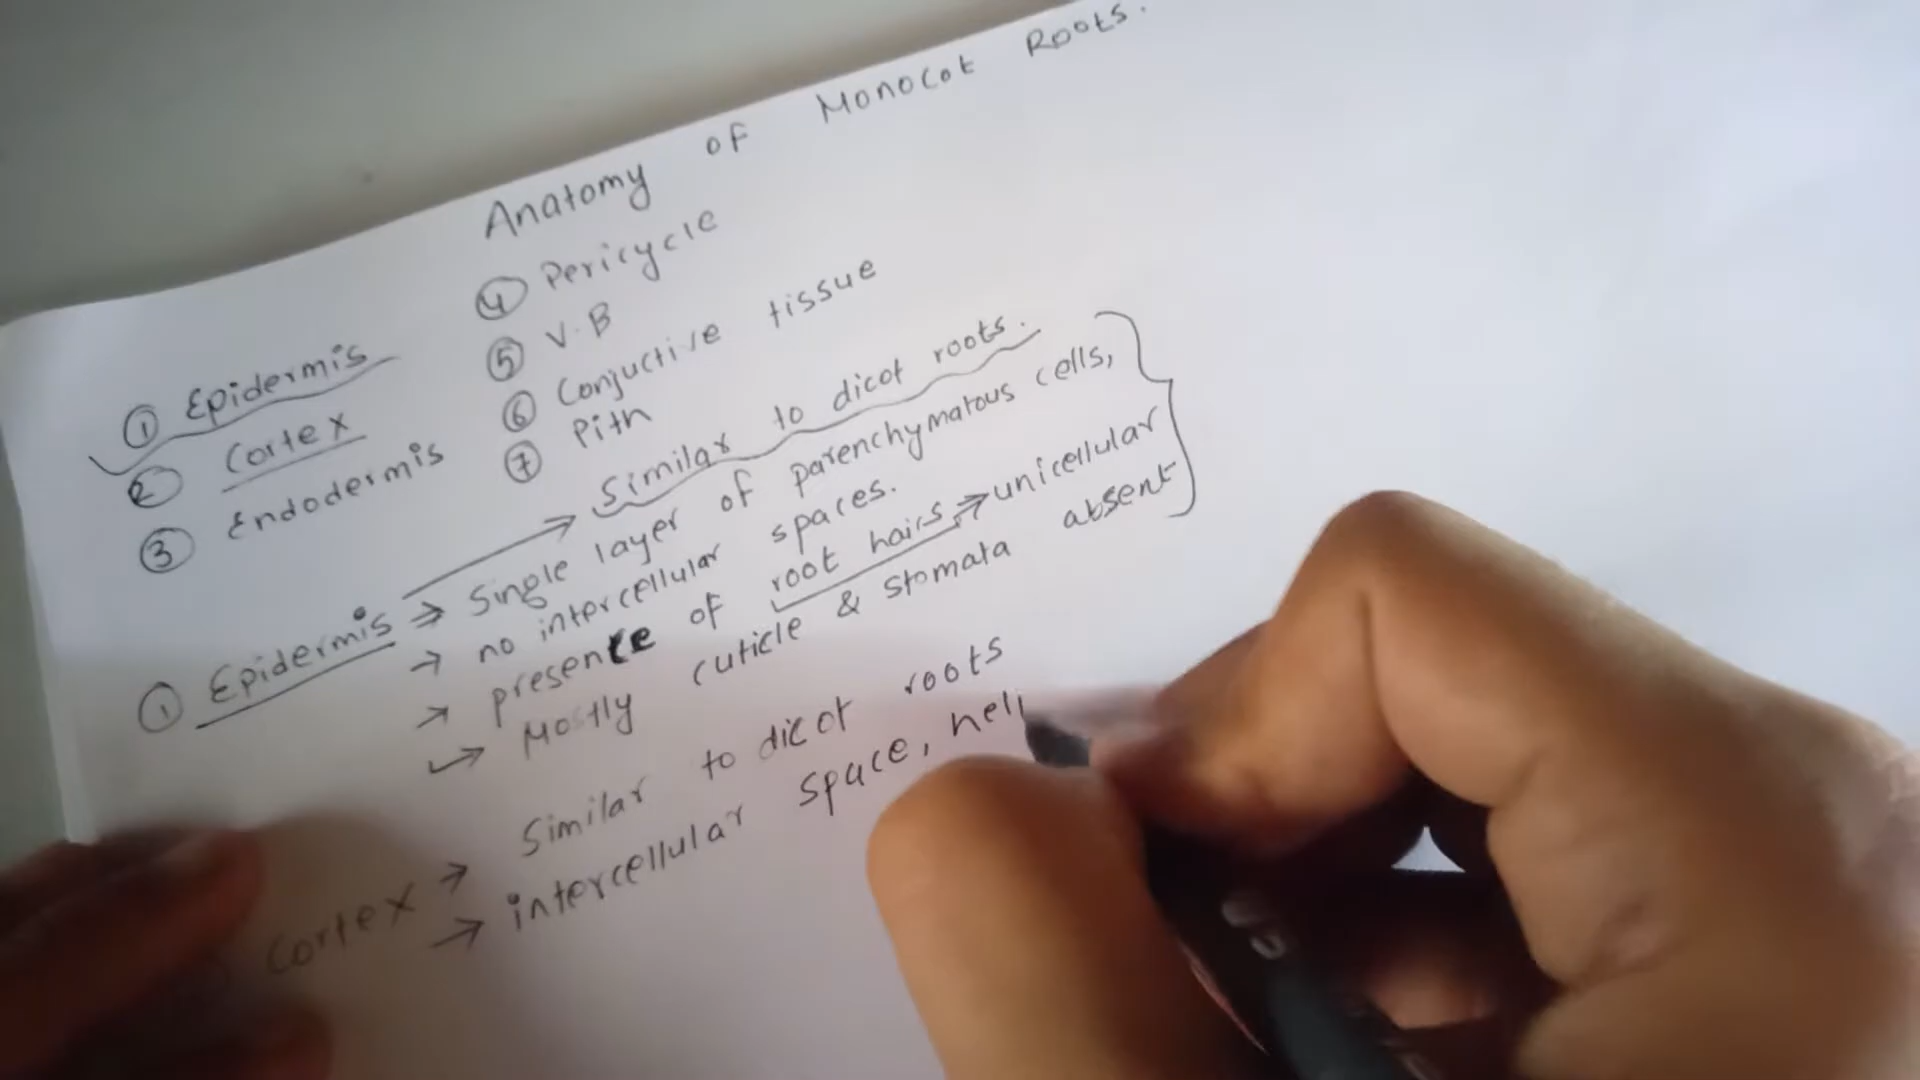 Anatomy of Monocot Roots.
① Epidermis
② Cortex
③ Endodermis
④ Pericycle
⑤ V.B
⑥ Conjuctive tissue
⑦ Pith
① Epidermis → Similar to dicot roots.
⇒ Single layer of parenchymatous cells,
→ no intercellular spaces.
→ presence of root hairs → unicellular
→ Mostly cuticle & stomata absent
Cortex → Similar to dicot roots
→ intercellular space,